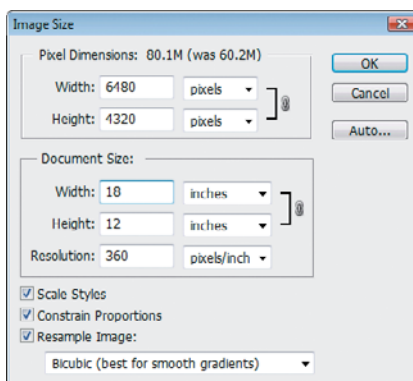 Image Size
Pixel Dimensions: 80.1M (was 60.2M)
Width: 6480 pixels
Height: 4320 pixels
OK
Cancel
Auto...
Document Size:
Width: 18 inches
Height: 12 inches
Resolution: 360 pixels/inch
Scale Styles
Constrain Proportions
Resample Image:
Bicubic (best for smooth gradients)